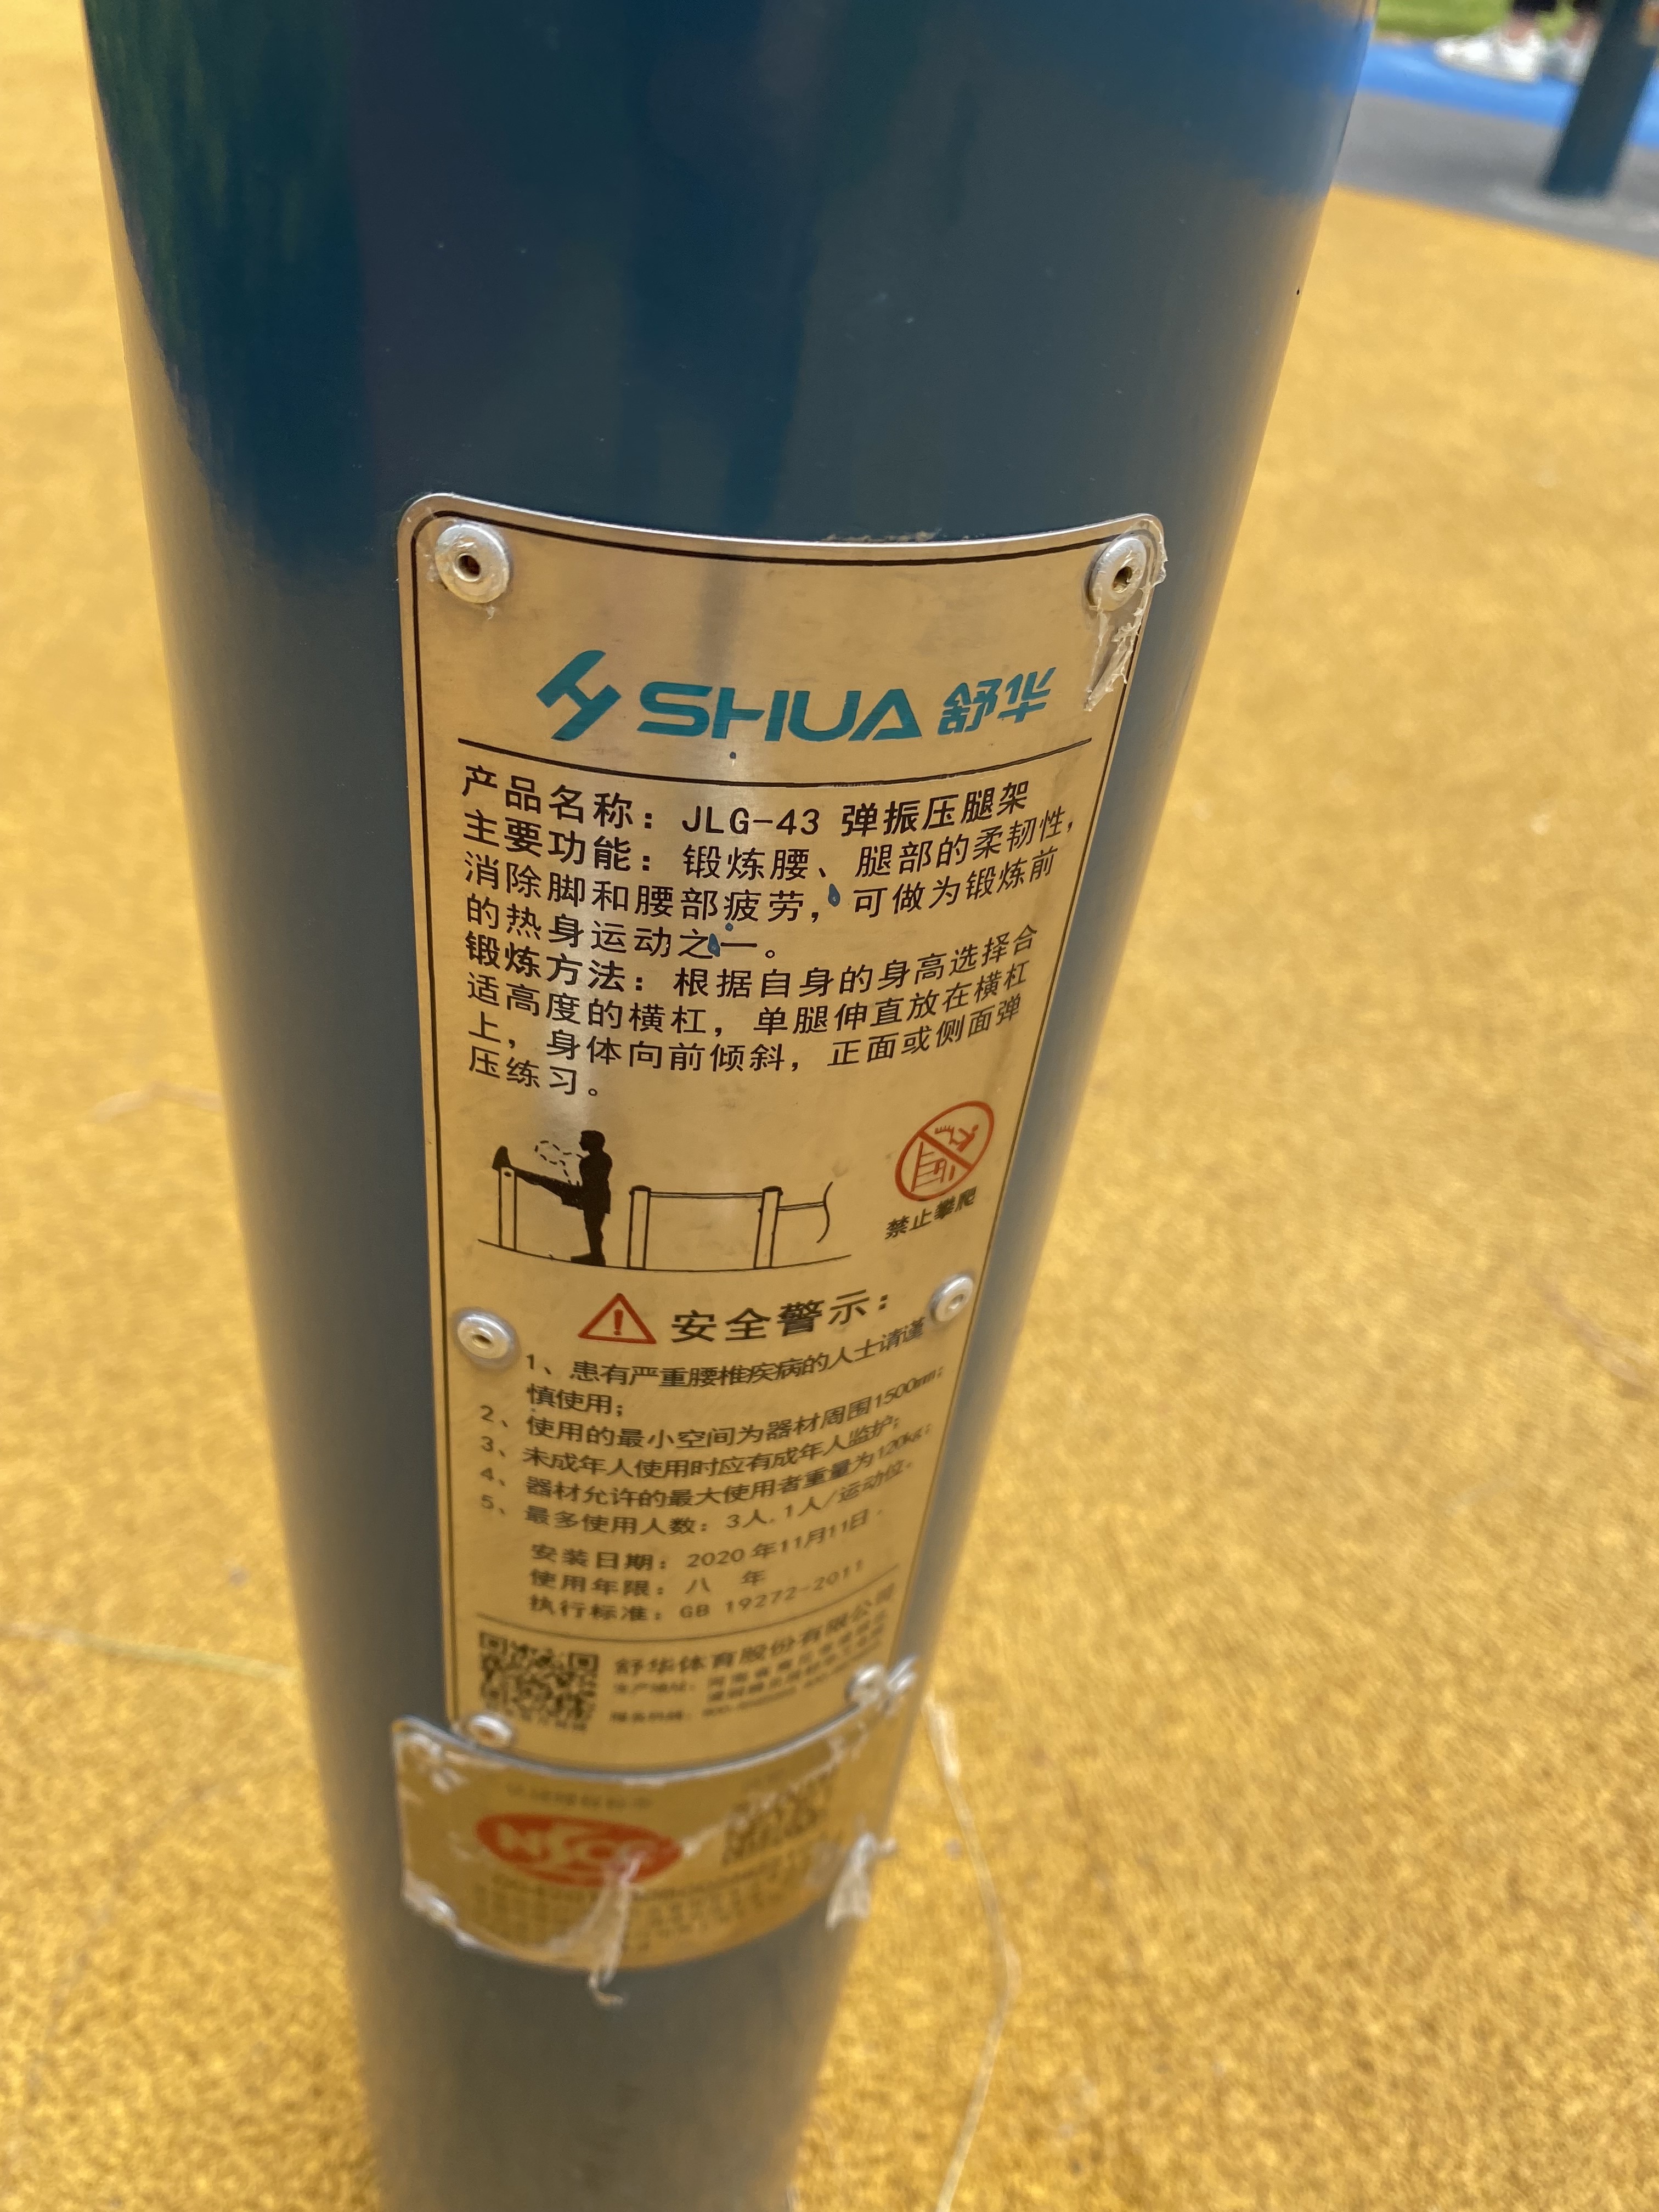 SHUA 舒华
产品名称：JLG-43 弹振压腿架
主要功能：锻炼腰、腿部的柔韧性，
消除脚和腰部疲劳，可做为锻炼前
的热身运动之一。
锻炼方法：根据自身的身高选择合
适高度的横杠，单腿伸直放在横杠
上，身体向前倾斜，正面或侧面弹
压练习。
禁止攀爬
安全警示：
1、患有严重腰椎疾病的人士请谨
慎使用；
2、使用的最小空间为器材周围1500mm；
3、未成年人使用时应有成年人监护；
4、器材允许的最大使用者重量为120kg；
5、最多使用人数：3人，1人/运动位。
安装日期：2020年11月11日
使用年限：八 年
执行标准：GB 19272-2011
舒华体育股份有限公司
生产地址：
NSCC